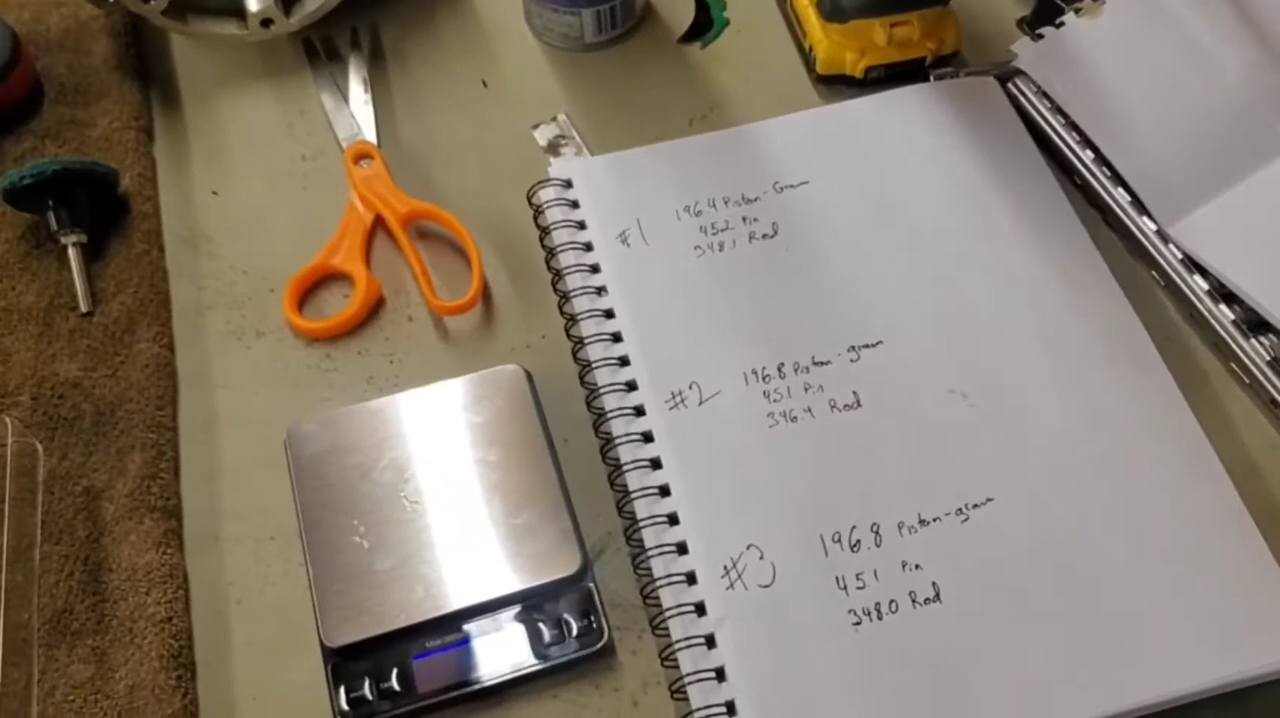 #1
196.4 Piston-Gram
45.2 Pin
348.1 Rod
#2
196.8 Piston-gram
45.1 Pin
346.4 Rod
#3
196.8 Piston-gram
45.1 Pin
348.0 Rod